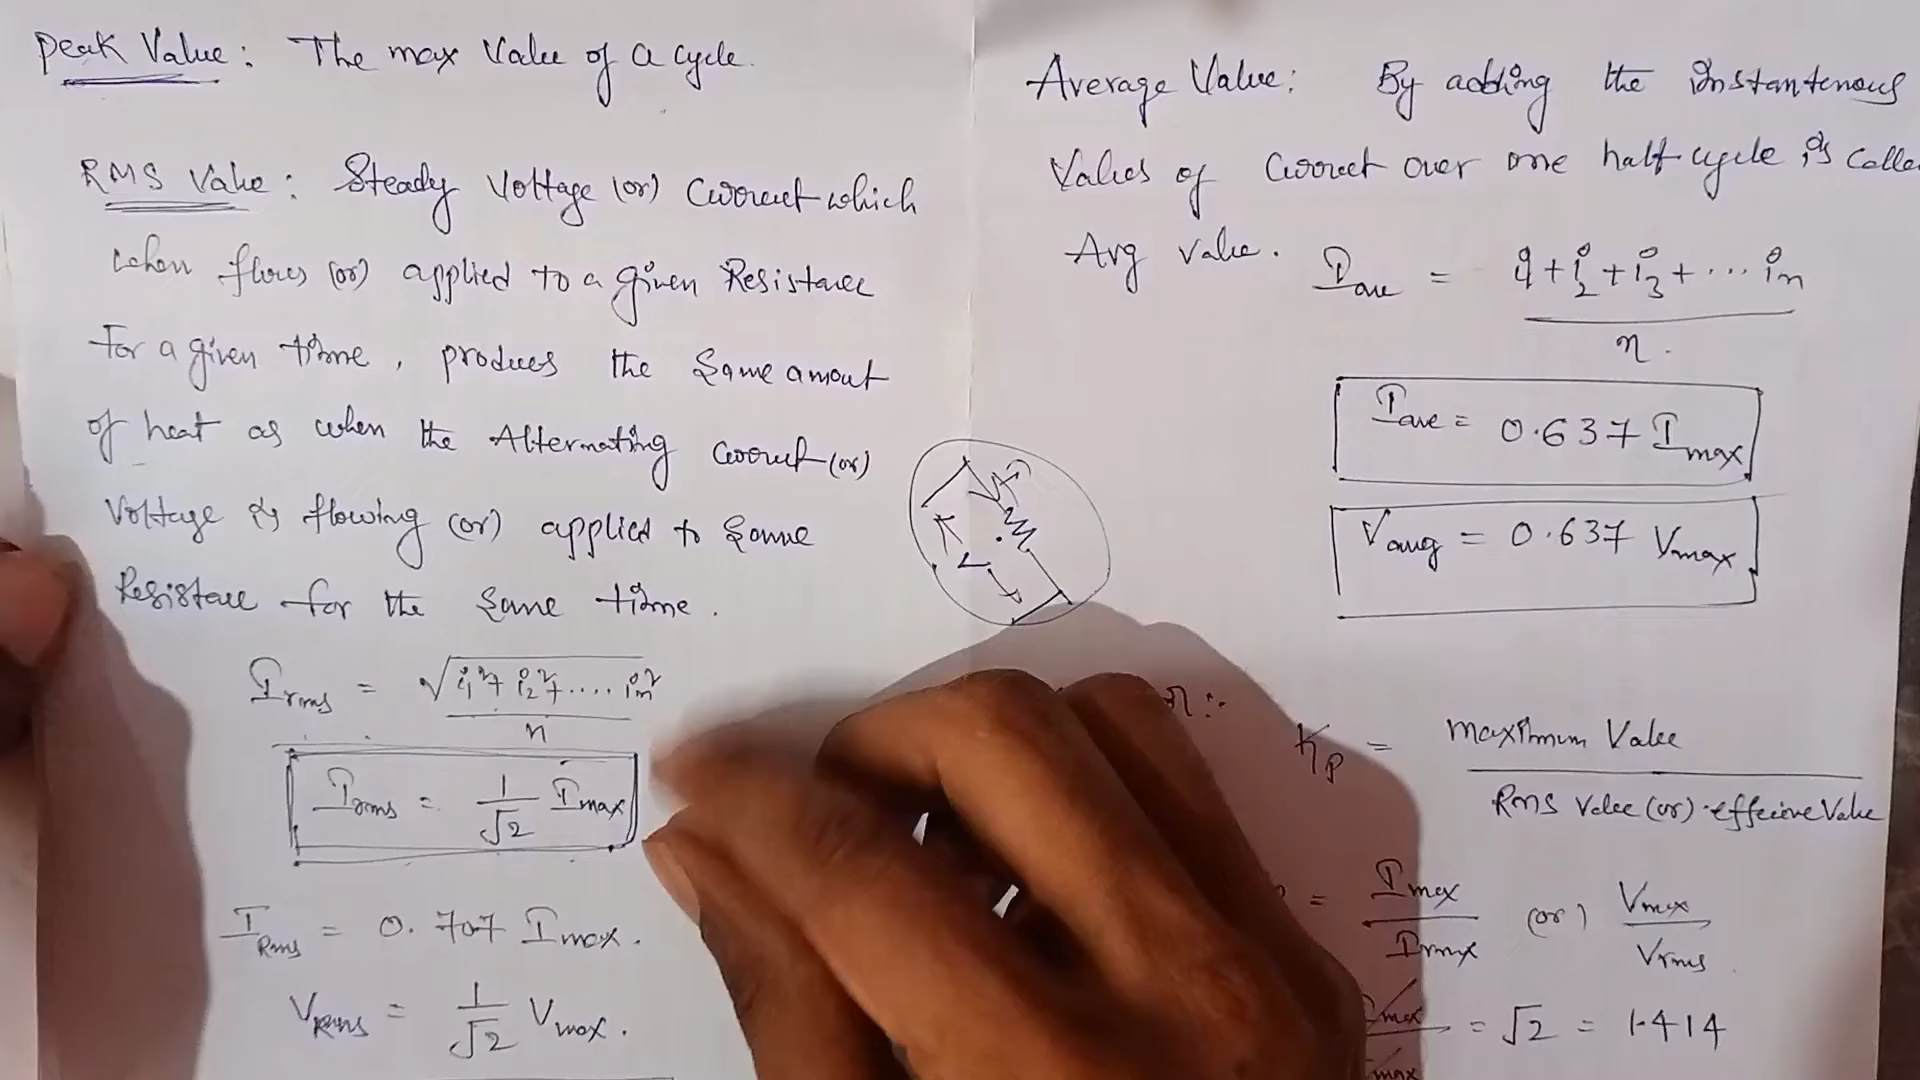 Peak Value: The max Value of a cycle.
RMS Value: Steady Voltage (or) Current which
when flows (or) applied to a given Resistance
For a given time, produces the same amout
of heat as when the Alternating Current (or)
Voltage is flowing (or) applied to same
Resistace for the same time.
Irms = √i₁²+ i₂²+.... in²
n
Irms = 1/√2 Imax
IRms = 0.707 Imax.
VRms = 1/√2 Vmax.
Average Value: By adding the instantenous
Values of Current over one half cycle is
Avg value. Iave = i₁+i₂+i₃+... in
n.
Iave = 0.637 Imax
Vavg = 0.637 Vmax
Kp = maximum Value
Rms Value (or) effecive Value
= Imax (or) Vmax
Irmx Vrms
= √2 = 1.414